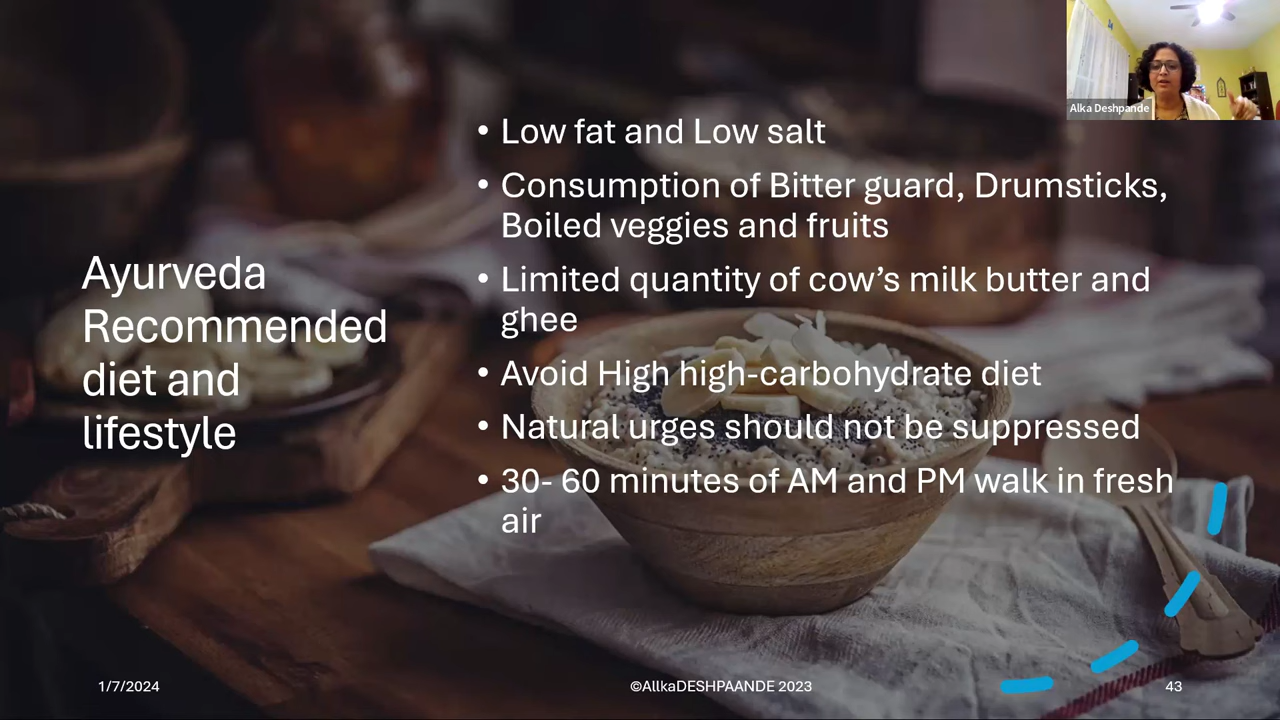 Alka Deshpande
Ayurveda
Recommended
diet and
lifestyle
• Low fat and Low salt
• Consumption of Bitter guard, Drumsticks,
Boiled veggies and fruits
• Limited quantity of cow’s milk butter and
ghee
• Avoid High high-carbohydrate diet
• Natural urges should not be suppressed
• 30- 60 minutes of AM and PM walk in fresh
air
1/7/2024
©AllkaDESHPAANDE 2023
43